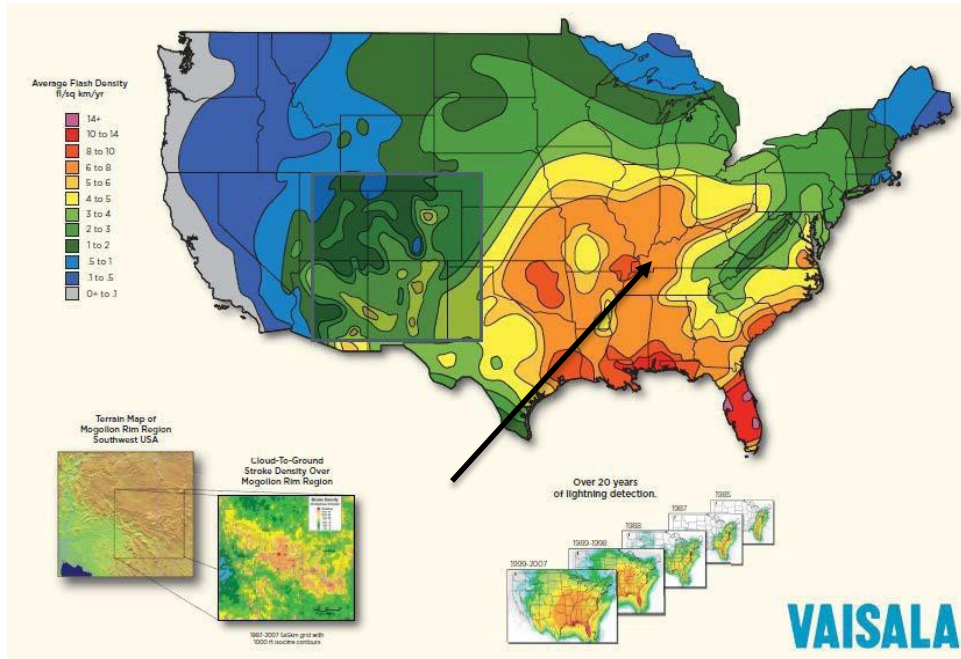 Average Flash Density
fl/sq km/yr
14+
10 to 14
8 to 10
6 to 8
5 to 6
4 to 5
3 to 4
2 to 3
1 to 2
.5 to 1
.1 to .5
0+ to .1
Terrain Map of
Mogollon Rim Region
Southwest USA
Cloud-To-Ground
Stroke Density Over
Mogollon Rim Region
Stroke Density
Over 20 years
of lightning detection.
1985
1987
1988
1989-1998
1999-2007
VAISALA